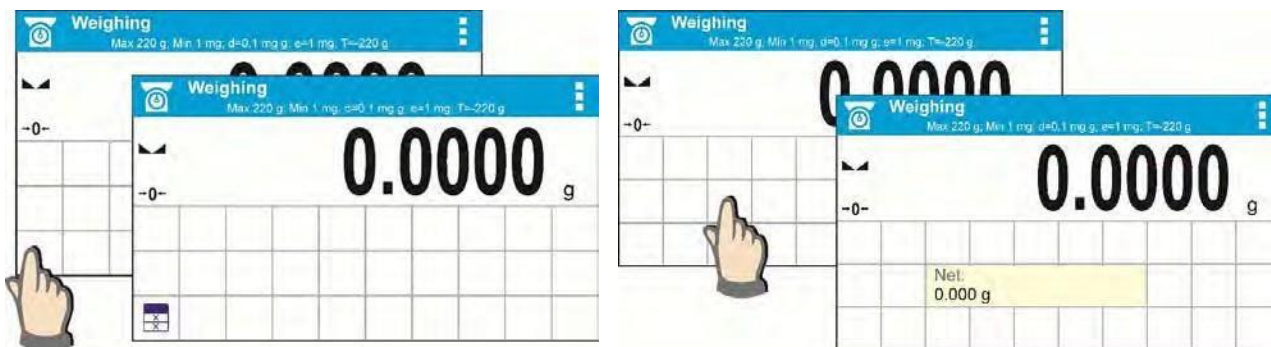 Weighing
Max 220 g; Min 1 mg; d=0.1 mg g; e=1 mg; T=-220 g
→0←
Weighing
Max 220 g; Min 1 mg; d=0.1 mg g; e=1 mg; T=-220 g
0.0000 g
→0←
x
x
Weighing
Max 220 g; Min 1 mg; d=0.1 mg g; e=1 mg; T=-220 g
0.0000
→0←
Weighing
Max 220 g; Min 1 mg; d=0.1 mg g; e=1 mg; T=-220 g
0.0000 g
→0←
Net:
0.000 g